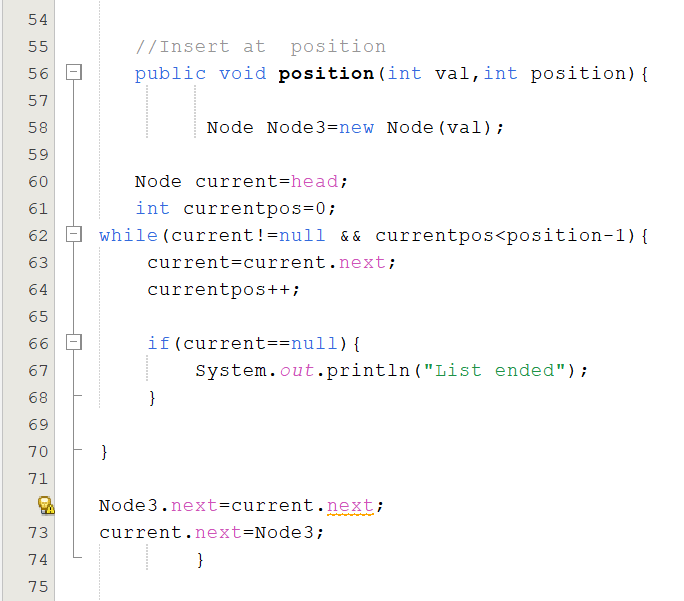 54
55 //Insert at  position
56 public void position(int val,int position){
57
58 Node Node3=new Node(val);
59
60 Node current=head;
61 int currentpos=0;
62 while(current!=null && currentpos<position-1){
63 current=current.next;
64 currentpos++;
65
66 if(current==null){
67 System.out.println("List ended");
68 }
69
70 }
71
Node3.next=current.next;
73 current.next=Node3;
74 }
75